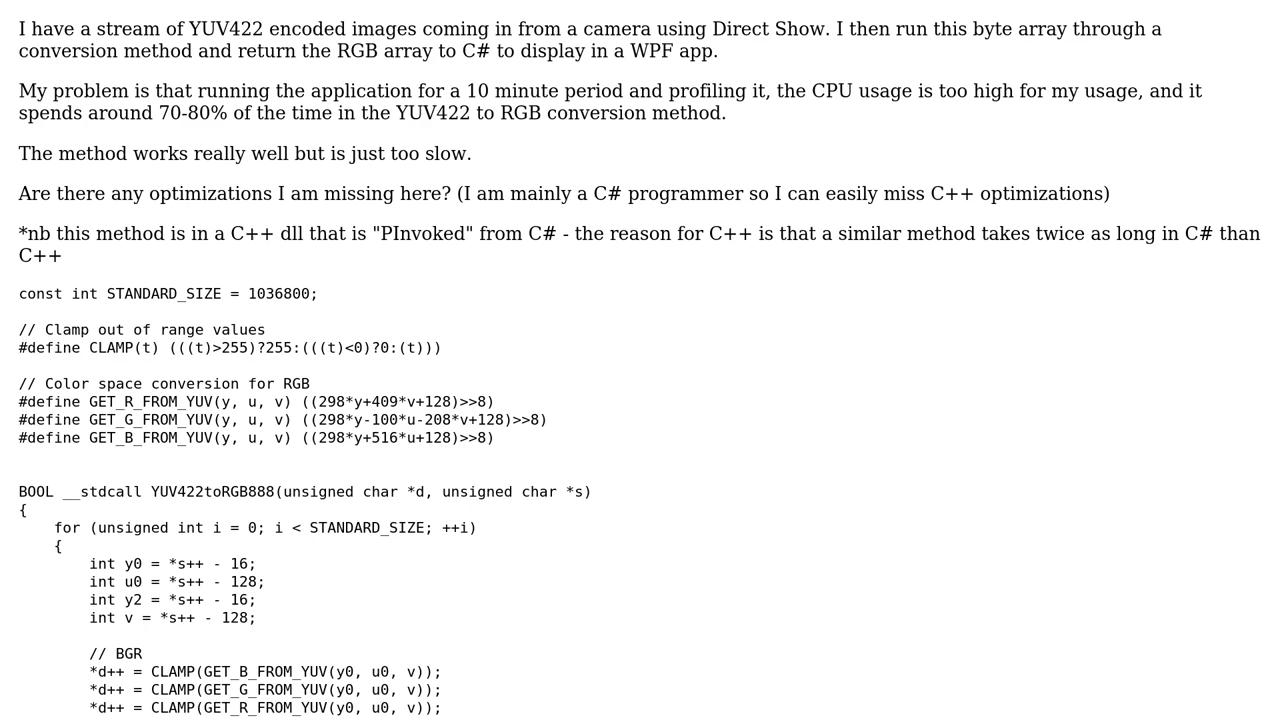 I have a stream of YUV422 encoded images coming in from a camera using Direct Show. I then run this byte array through a
conversion method and return the RGB array to C# to display in a WPF app.
My problem is that running the application for a 10 minute period and profiling it, the CPU usage is too high for my usage, and it
spends around 70-80% of the time in the YUV422 to RGB conversion method.
The method works really well but is just too slow.
Are there any optimizations I am missing here? (I am mainly a C# programmer so I can easily miss C++ optimizations)
*nb this method is in a C++ dll that is "PInvoked" from C# - the reason for C++ is that a similar method takes twice as long in C# than
C++
const int STANDARD_SIZE = 1036800;
// Clamp out of range values
#define CLAMP(t) (((t)>255)?255:(((t)<0)?0:(t)))
// Color space conversion for RGB
#define GET_R_FROM_YUV(y, u, v) ((298*y+409*v+128)>>8)
#define GET_G_FROM_YUV(y, u, v) ((298*y-100*u-208*v+128)>>8)
#define GET_B_FROM_YUV(y, u, v) ((298*y+516*u+128)>>8)
BOOL __stdcall YUV422toRGB888(unsigned char *d, unsigned char *s)
{
    for (unsigned int i = 0; i < STANDARD_SIZE; ++i)
    {
        int y0 = *s++ - 16;
        int u0 = *s++ - 128;
        int y2 = *s++ - 16;
        int v = *s++ - 128;
        // BGR
        *d++ = CLAMP(GET_B_FROM_YUV(y0, u0, v));
        *d++ = CLAMP(GET_G_FROM_YUV(y0, u0, v));
        *d++ = CLAMP(GET_R_FROM_YUV(y0, u0, v));